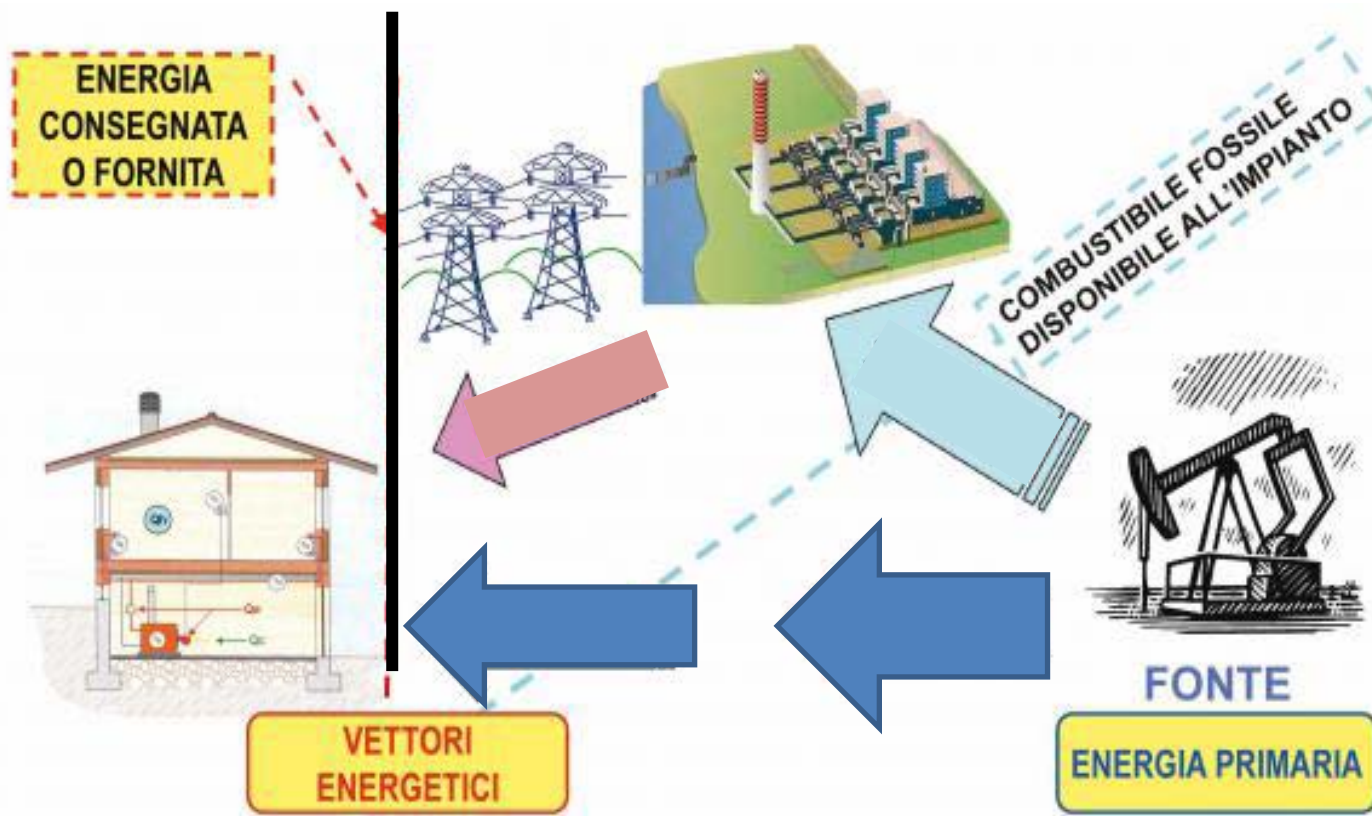 ENERGIA
CONSEGNATA
O FORNITA
COMBUSTIBILE FOSSILE
DISPONIBILE ALL'IMPIANTO
FONTE
VETTORI
ENERGETICI
ENERGIA PRIMARIA